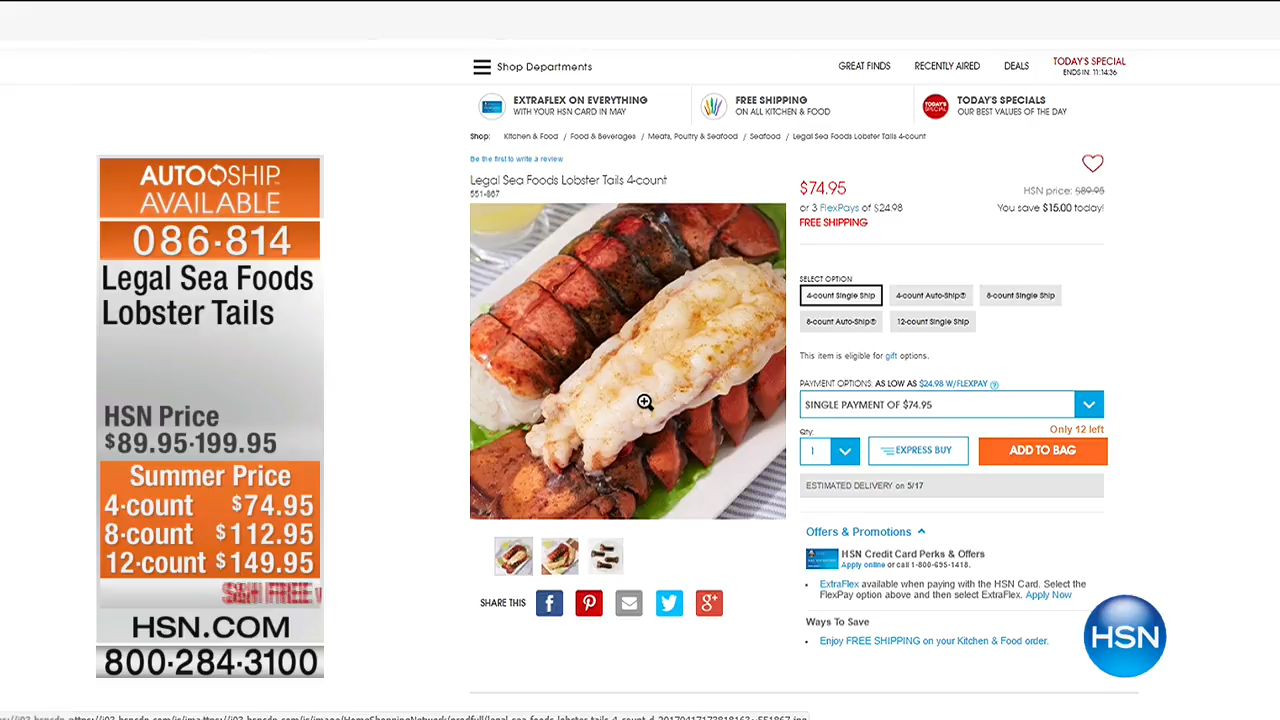 Shop Departments
GREAT FINDS
RECENTLY AIRED
DEALS
TODAY'S SPECIAL
ENDS IN: 11:14:36
EXTRAFLEX ON EVERYTHING
WITH YOUR HSN CARD IN MAY
FREE SHIPPING
ON ALL KITCHEN & FOOD
TODAY'S SPECIAL
TODAY'S SPECIALS
OUR BEST VALUES OF THE DAY
Shop: Kitchen & Food / Food & Beverages / Meats, Poultry & Seafood / Seafood / Legal Sea Foods Lobster Tails 4-count
Be the first to write a review
Legal Sea Foods Lobster Tails 4-count
551-867
$74.95
HSN price: $89.95
or 3 FlexPays of $24.98
You save $15.00 today!
FREE SHIPPING
SELECT OPTION
4-count Single Ship
4-count Auto-Ship®
8-count Single Ship
8-count Auto-Ship®
12-count Single Ship
This item is eligible for gift options.
PAYMENT OPTIONS: AS LOW AS $24.98 W/FLEXPAY ?
SINGLE PAYMENT OF $74.95
Qty:
Only 12 left
1
EXPRESS BUY
ADD TO BAG
ESTIMATED DELIVERY on 5/17
Offers & Promotions
HSN Credit Card Perks & Offers
Apply online or call 1-800-695-1418.
• ExtraFlex available when paying with the HSN Card. Select the
FlexPay option above and then select ExtraFlex. Apply Now
Ways To Save
• Enjoy FREE SHIPPING on your Kitchen & Food order.
SHARE THIS
HSN
AUTO SHIP
AVAILABLE
086-814
Legal Sea Foods
Lobster Tails
HSN Price
$89.95-199.95
Summer Price
4-count $74.95
8-count $112.95
12-count $149.95
S&H FREE
HSN.COM
800-284-3100